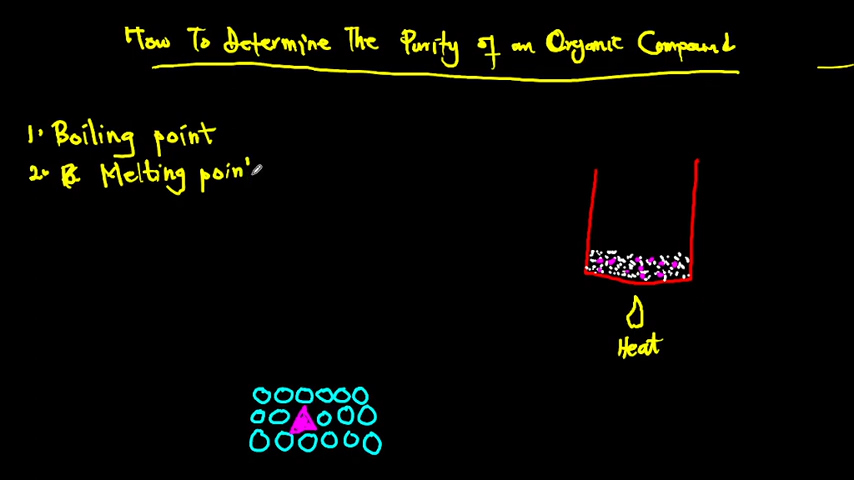 How To Determine The Purity of an Organic Compound
1. Boiling point
2. Melting poin
Heat